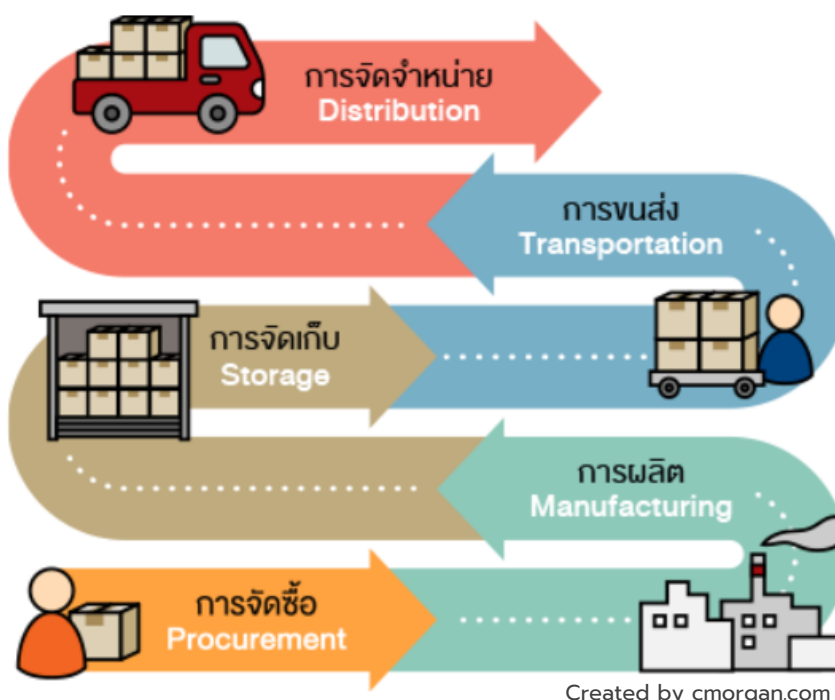 การจัดจำหน่าย
Distribution
การขนส่ง
Transportation
การจัดเก็บ
Storage
การผลิต
Manufacturing
การจัดซื้อ
Procurement
Created by cmorgan.com